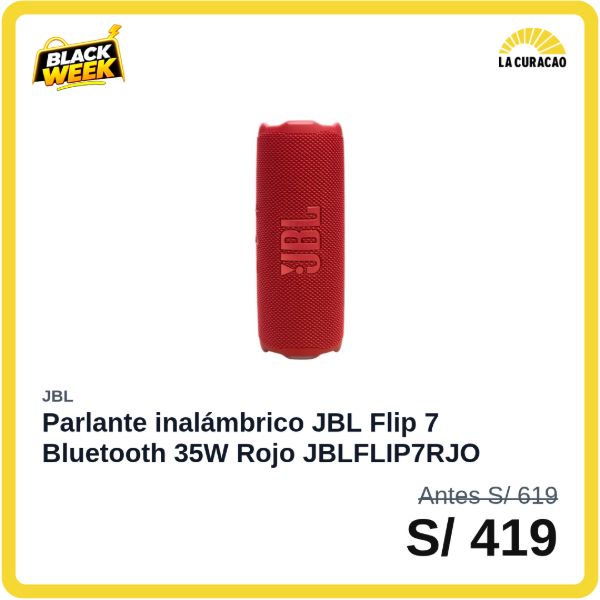 BLACK
WEEK
LA CURACAO
JBL
JBL
Parlante inalámbrico JBL Flip 7
Bluetooth 35W Rojo JBLFLIP7RJO
Antes S/ 619
S/ 419